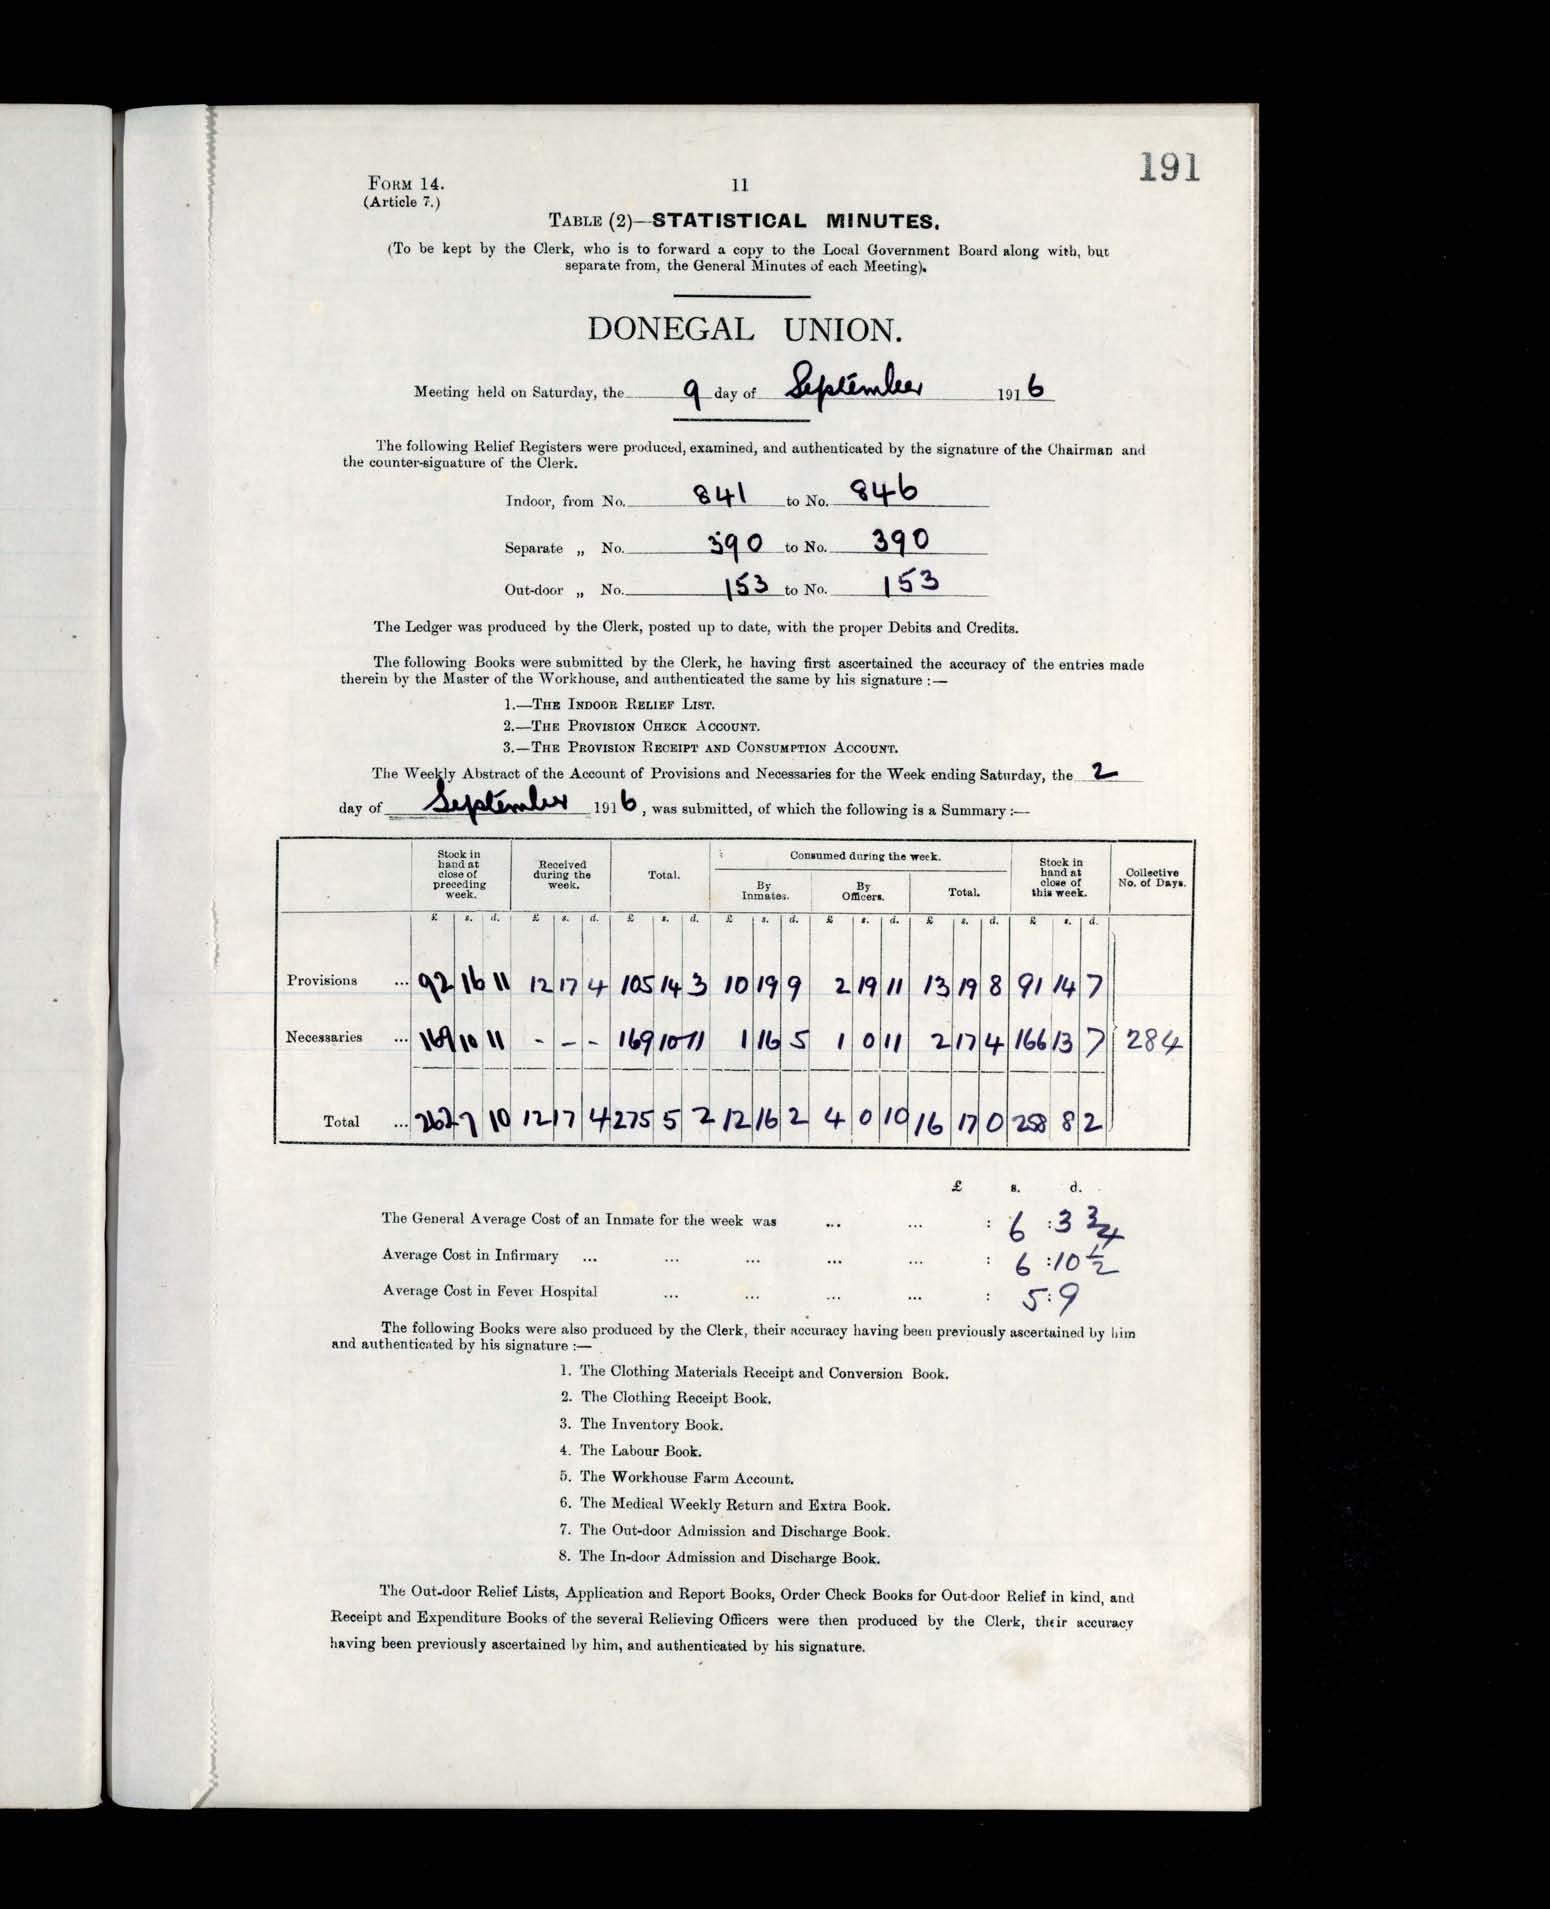 191
FORM 14.
11
(Article 7.)
TABLE (2)—STATISTICAL MINUTES.
(To be kept by the Clerk, who is to forward a copy to the Local Government Board along with, but
separate from, the General Minutes of each Meeting).
DONEGAL UNION.
Meeting held on Saturday, the 9 day of September 1916
The following Relief Registers were produced, examined, and authenticated by the signature of the Chairman and
the counter-signature of the Clerk.
Indoor, from No. 841 to No. 846
Separate „ No. 390 to No. 390
Out-door „ No. 153 to No. 153
The Ledger was produced by the Clerk, posted up to date, with the proper Debits and Credits.
The following Books were submitted by the Clerk, he having first ascertained the accuracy of the entries made
therein by the Master of the Workhouse, and authenticated the same by his signature :—
1.—THE INDOOR RELIEF LIST.
2.—THE PROVISION CHECK ACCOUNT.
3.—THE PROVISION RECEIPT AND CONSUMPTION ACCOUNT.
The Weekly Abstract of the Account of Provisions and Necessaries for the Week ending Saturday, the 2
day of September 1916, was submitted, of which the following is a Summary :—
Stock in hand at close of preceding week. Received during the week. Total. Consumed during the week. Stock in hand at close of this week. Collective No. of Days.
By Inmates. By Officers. Total.
£ s. d. £ s. d. £ s. d. £ s. d. £ s. d. £ s. d. £ s. d.
Provisions ... 92 16 11 12 17 4 105 14 3 10 19 9 2 19 11 13 19 8 91 14 7
Necessaries ... 169 10 11 - - - 169 10 11 1 16 5 1 0 11 2 17 4 166 13 7 284
Total ... 262 7 10 12 17 4 275 5 2 12 16 2 4 0 10 16 17 0 258 8 2
£ s. d.
The General Average Cost of an Inmate for the week was ... ... : 6 : 3 3/4
Average Cost in Infirmary ... ... ... ... ... : 6 : 10 1/2
Average Cost in Fever Hospital ... ... ... ... : 5 : 9
The following Books were also produced by the Clerk, their accuracy having been previously ascertained by him
and authenticated by his signature :—
1. The Clothing Materials Receipt and Conversion Book.
2. The Clothing Receipt Book.
3. The Inventory Book.
4. The Labour Book.
5. The Workhouse Farm Account.
6. The Medical Weekly Return and Extra Book.
7. The Out-door Admission and Discharge Book.
8. The In-door Admission and Discharge Book.
The Out-door Relief Lists, Application and Report Books, Order Check Books for Out-door Relief in kind, and
Receipt and Expenditure Books of the several Relieving Officers were then produced by the Clerk, their accuracy
having been previously ascertained by him, and authenticated by his signature.